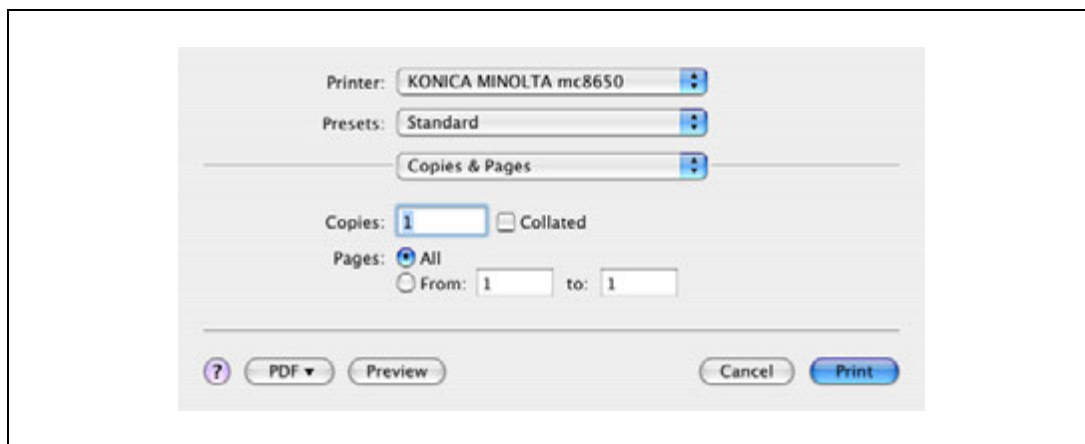 Printer: KONICA MINOLTA mc8650
Presets: Standard
Copies & Pages
Copies: 1 Collated
Pages: All
From: 1 to: 1
? PDF Preview Cancel Print